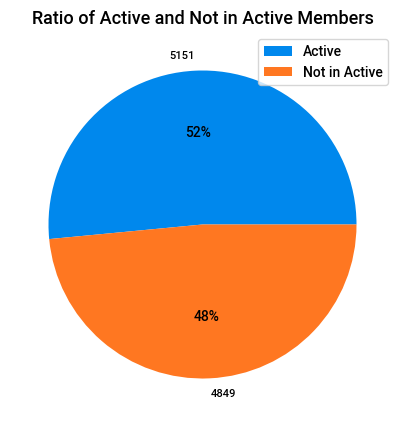 Ratio of Active and Not in Active Members
5151
Active
Not in Active
52%
48%
4849